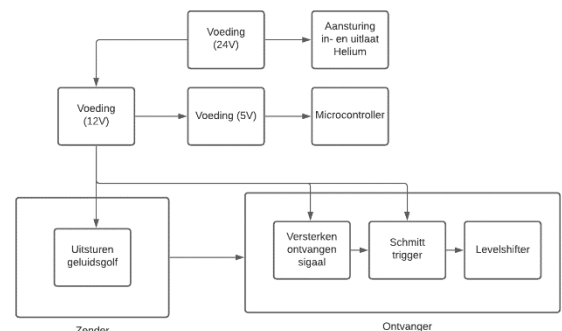 Voeding
(24V)
Aansturing
in- en uitlaat
Helium
Voeding
(12V)
Voeding (5V)
Microcontroller
Uitsturen
geluidsgolf
Versterken
ontvangen
sigaal
Schmitt
trigger
Levelshifter
Zender
Ontvanger